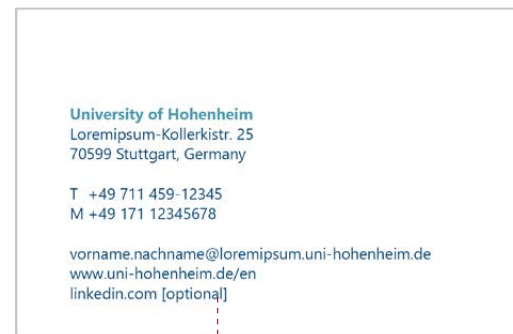 University of Hohenheim
Loremipsum-Kollerkistr. 25
70599 Stuttgart, Germany
T +49 711 459-12345
M +49 171 12345678
vorname.nachname@loremipsum.uni-hohenheim.de
www.uni-hohenheim.de/en
linkedin.com [optional]